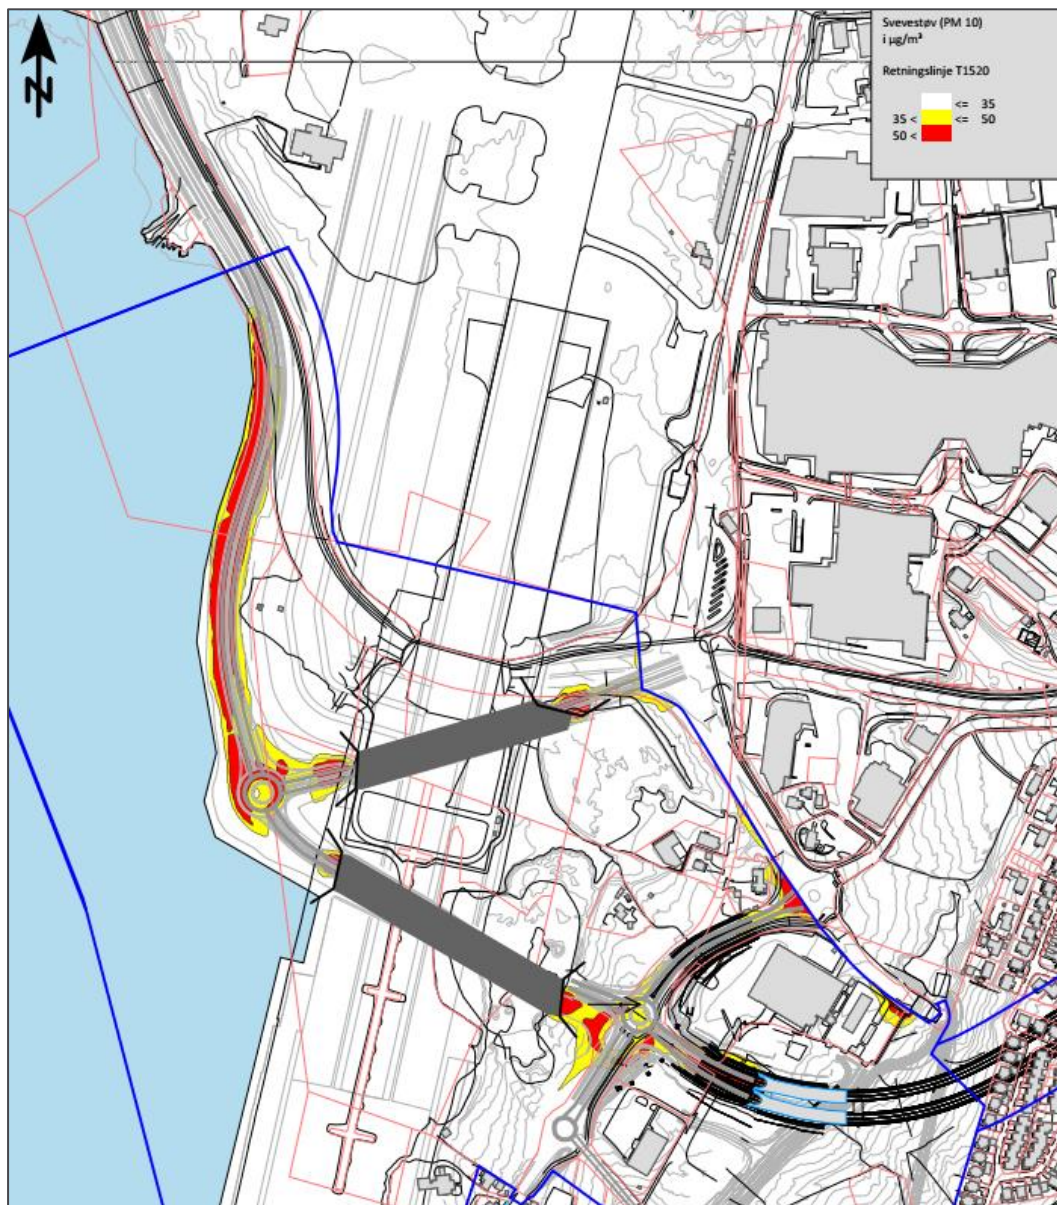 N
Svevestøv (PM 10)
i µg/m³
Retningslinje T1520
<= 35
35 < <= 50
50 <